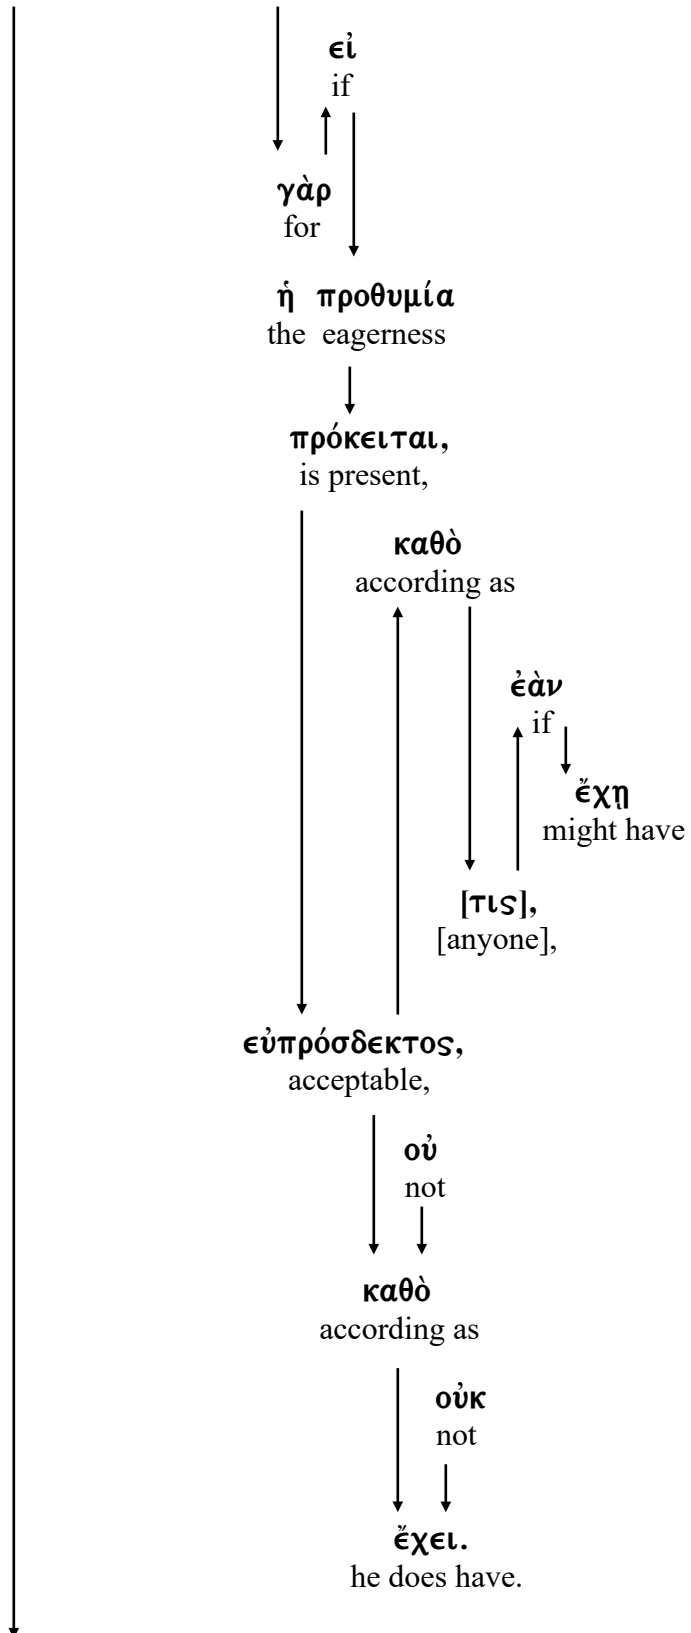 εἰ
if
γὰρ
for
ἡ προθυμία
the eagerness
πρόκειται,
is present,
καθὸ
according as
ἐὰν
if
ἔχῃ
might have
[τις],
[anyone],
εὐπρόσδεκτος,
acceptable,
οὐ
not
καθὸ
according as
οὐκ
not
ἔχει.
he does have.